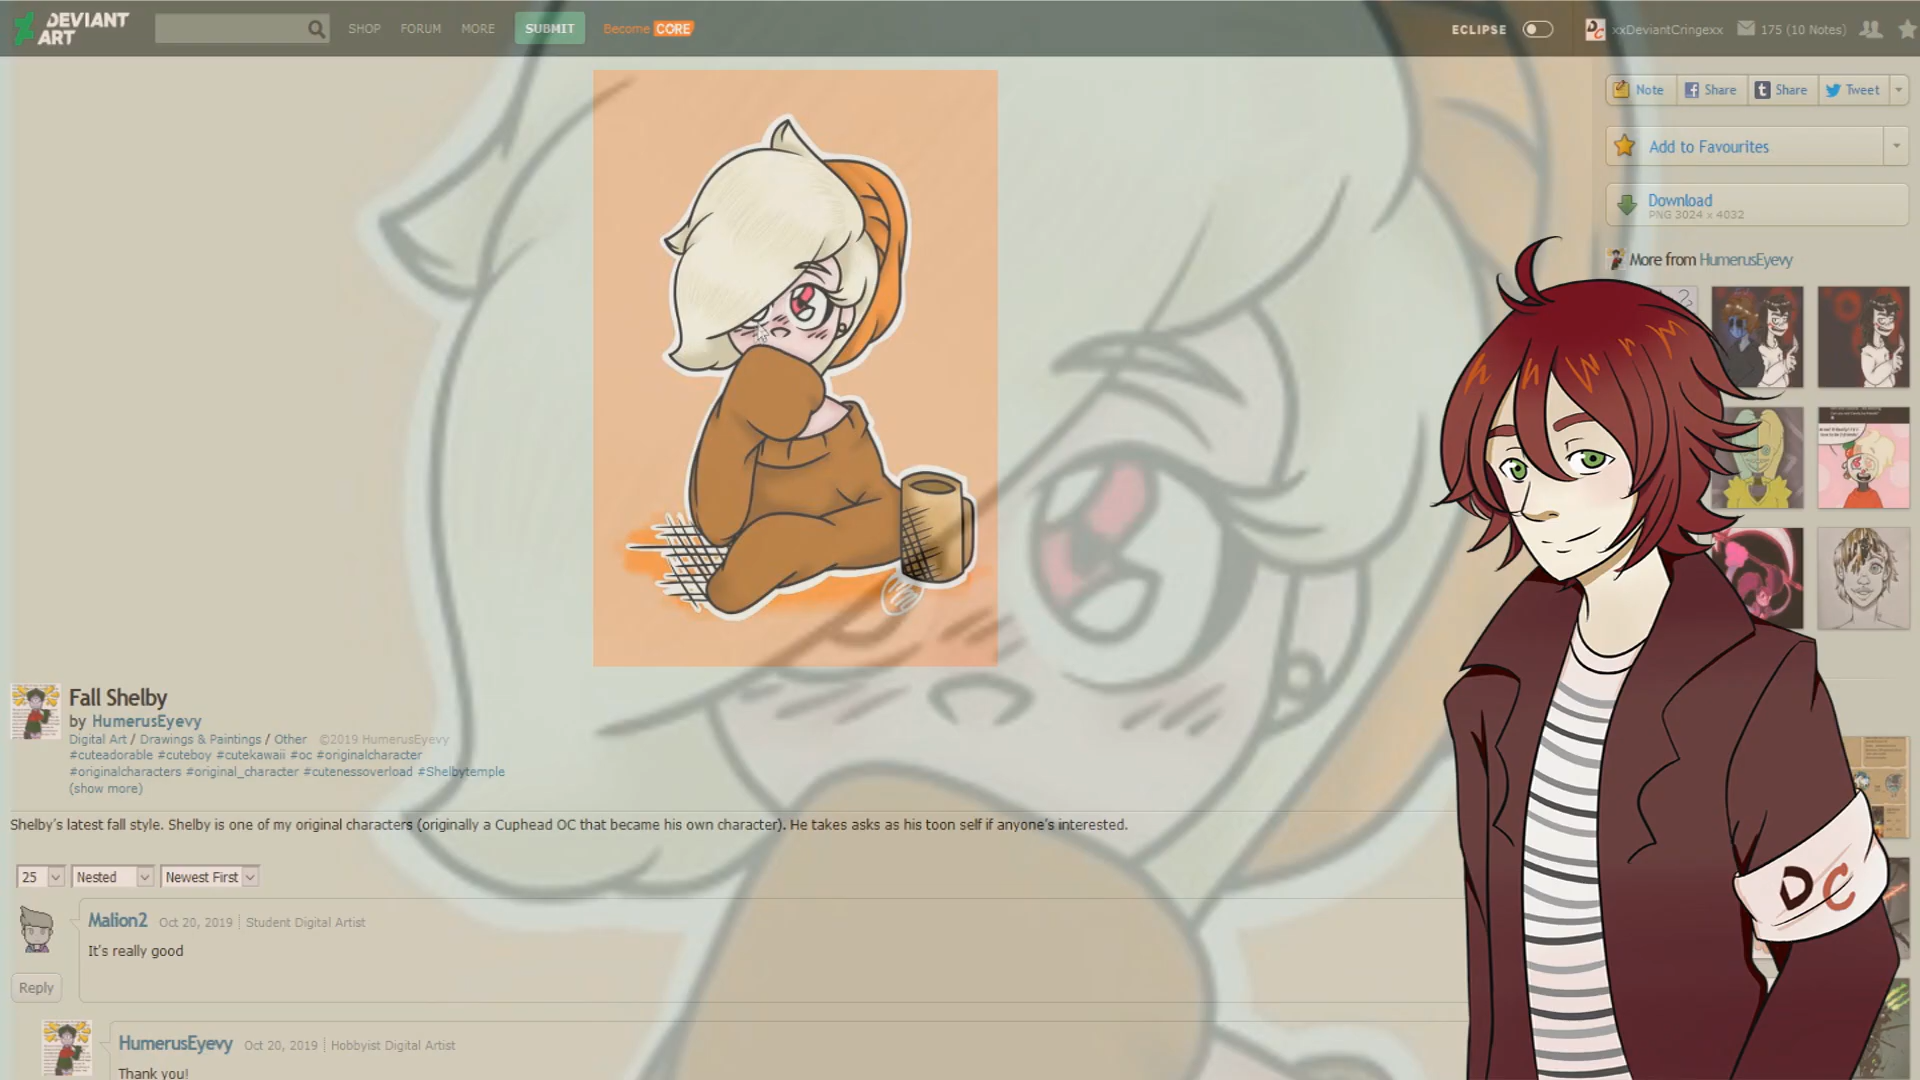 DEVIANT ART
SHOP FORUM MORE SUBMIT Become CORE
ECLIPSE
xxDeviantCringexx 175 (10 Notes)
Note Share Share Tweet
Add to Favourites
Download
PNG 3024 x 4032
More from HumerusEyevy
Fall Shelby
by HumerusEyevy
Digital Art / Drawings & Paintings / Other ©2019 HumerusEyevy
#cuteadorable #cuteboy #cutekawaii #oc #originalcharacter
#originalcharacters #original_character #cutenessoverload #Shelbytemple
(show more)
Shelby's latest fall style. Shelby is one of my original characters (originally a Cuphead OC that became his own character). He takes asks as his toon self if anyone's interested.
25 Nested Newest First
Malion2 Oct 20, 2019 | Student Digital Artist
It's really good
Reply
HumerusEyevy Oct 20, 2019 | Hobbyist Digital Artist
Thank you!
DC